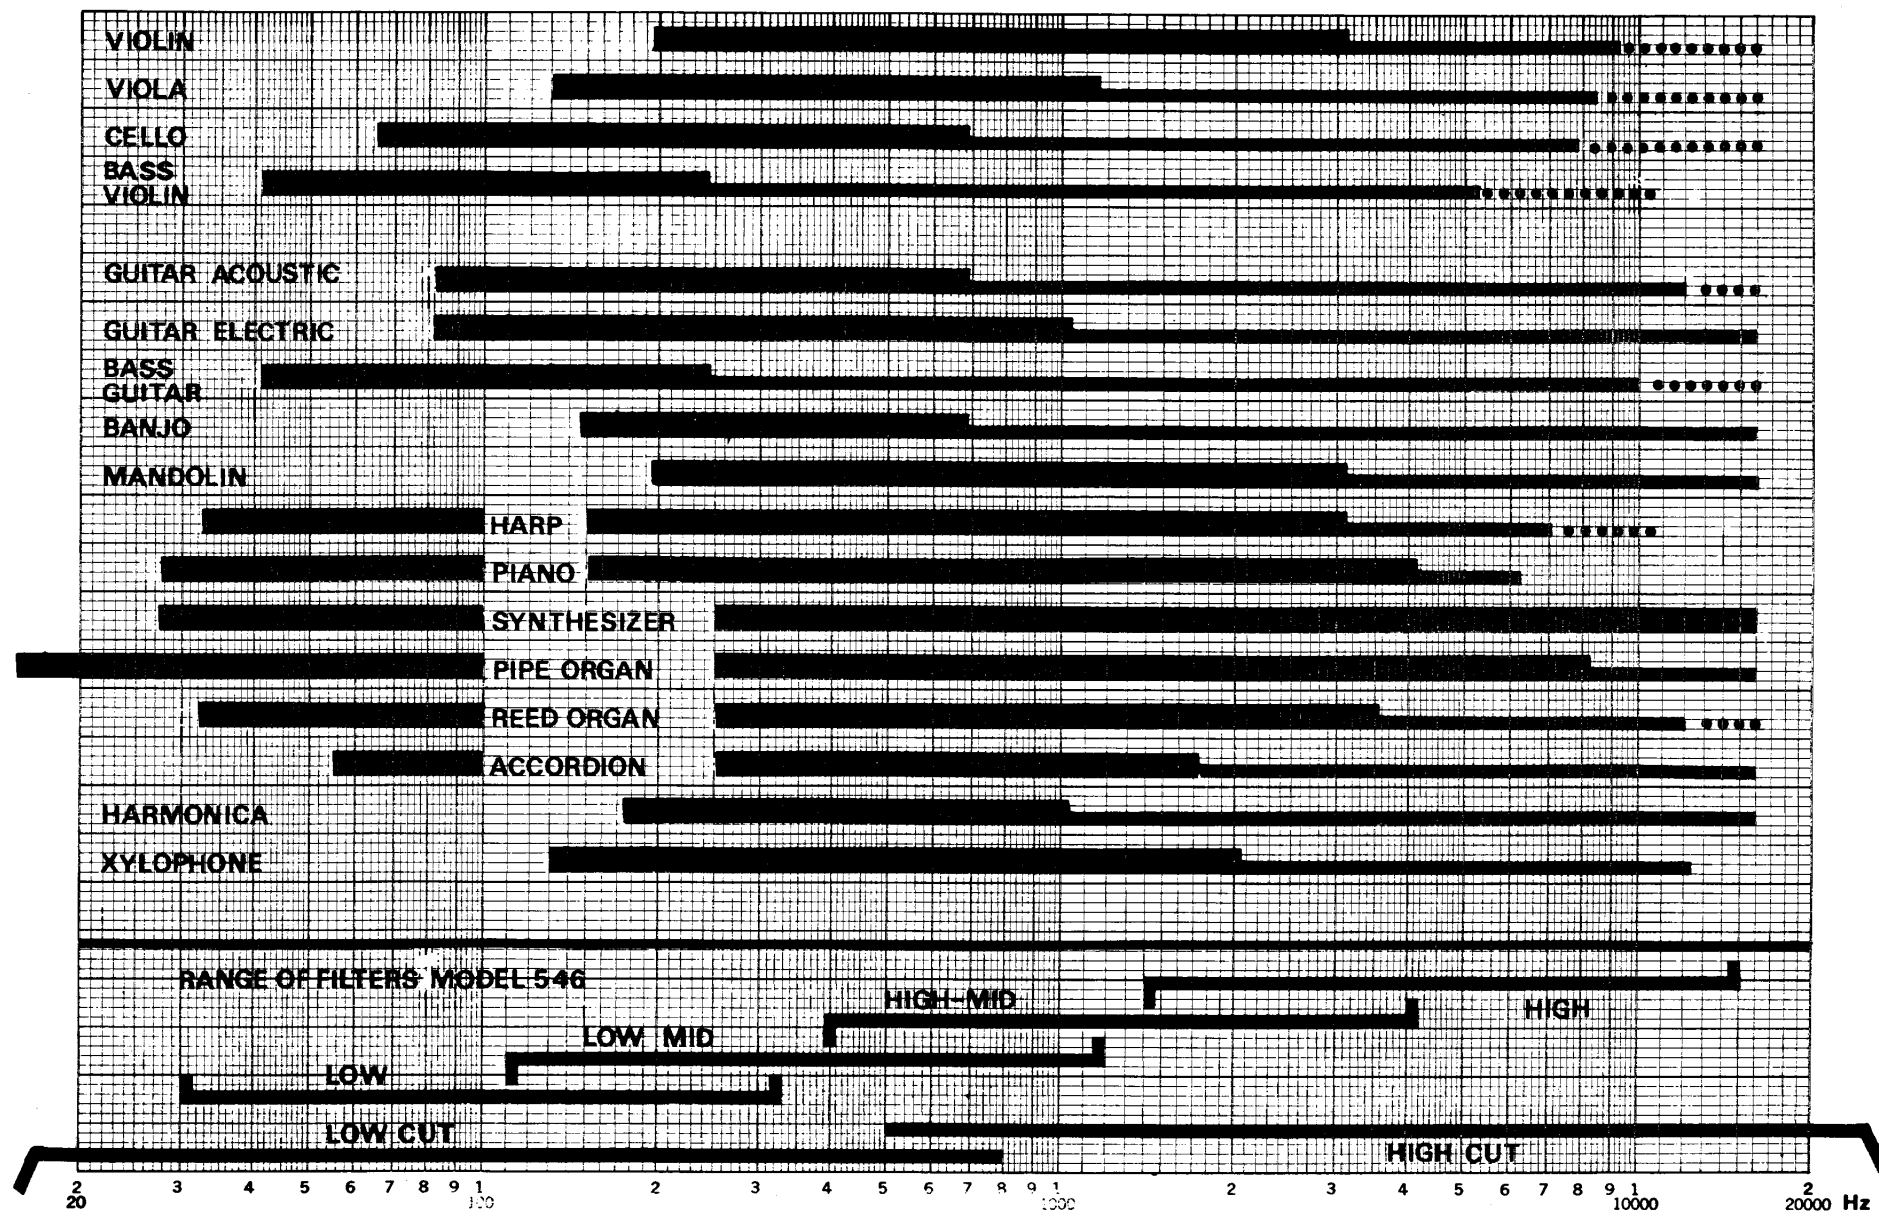 VIOLIN
VIOLA
CELLO
BASS
VIOLIN
GUITAR ACOUSTIC
GUITAR ELECTRIC
BASS
GUITAR
BANJO
MANDOLIN
HARP
PIANO
SYNTHESIZER
PIPE ORGAN
REED ORGAN
ACCORDION
HARMONICA
XYLOPHONE
RANGE OF FILTERS MODEL 546
HIGH-MID
HIGH
LOW MID
LOW
LOW CUT
HIGH CUT
2 3 4 5 6 7 8 9 1 2 3 4 5 6 7 8 9 1 2 3 4 5 6 7 8 9 1 2
20 100 1000 10000 20000 Hz